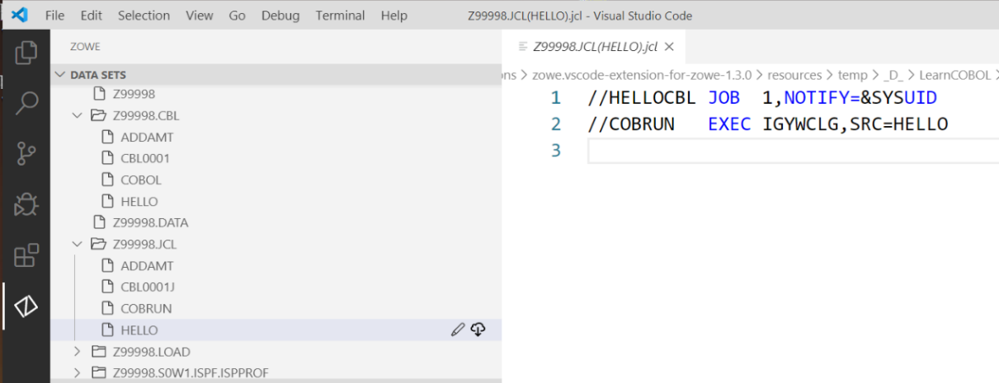 File Edit Selection View Go Debug Terminal Help Z99998.JCL(HELLO).jcl - Visual Studio Code
ZOWE
DATA SETS
Z99998
Z99998.CBL
ADDAMT
CBL0001
COBOL
HELLO
Z99998.DATA
Z99998.JCL
ADDAMT
CBL0001J
COBRUN
HELLO
Z99998.LOAD
Z99998.S0W1.ISPF.ISPPROF
Z99998.JCL(HELLO).jcl
ns > zowe.vscode-extension-for-zowe-1.3.0 > resources > temp > _D_ > LearnCOBOL >
1 //HELLOCBL JOB 1,NOTIFY=&SYSUID
2 //COBRUN EXEC IGYWCLG,SRC=HELLO
3